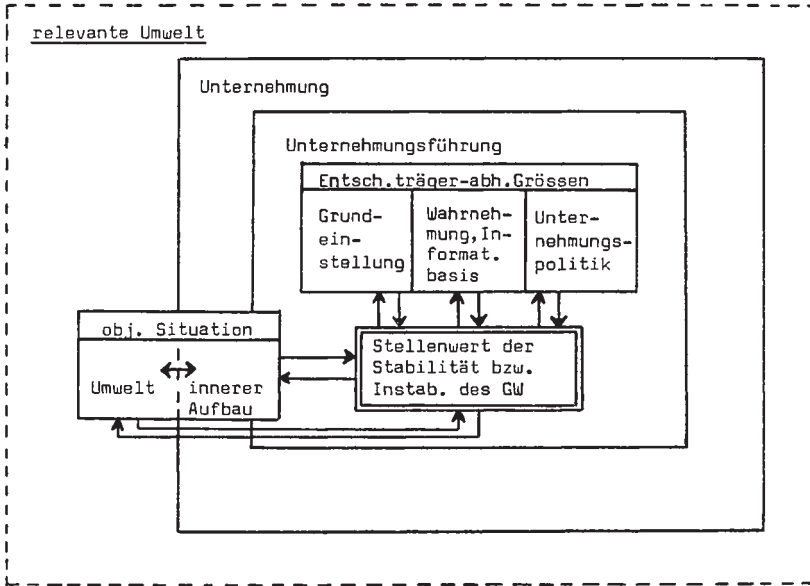 relevante Umwelt
Unternehmung
Unternehmungsführung
Entsch.träger-abh.Grössen
Grund-
ein-
stellung
Wahrneh-
mung,In-
format.
basis
Unter-
nehmungs-
politik
obj. Situation
Umwelt innerer
Aufbau
Stellenwert der
Stabilität bzw.
Instab. des GW